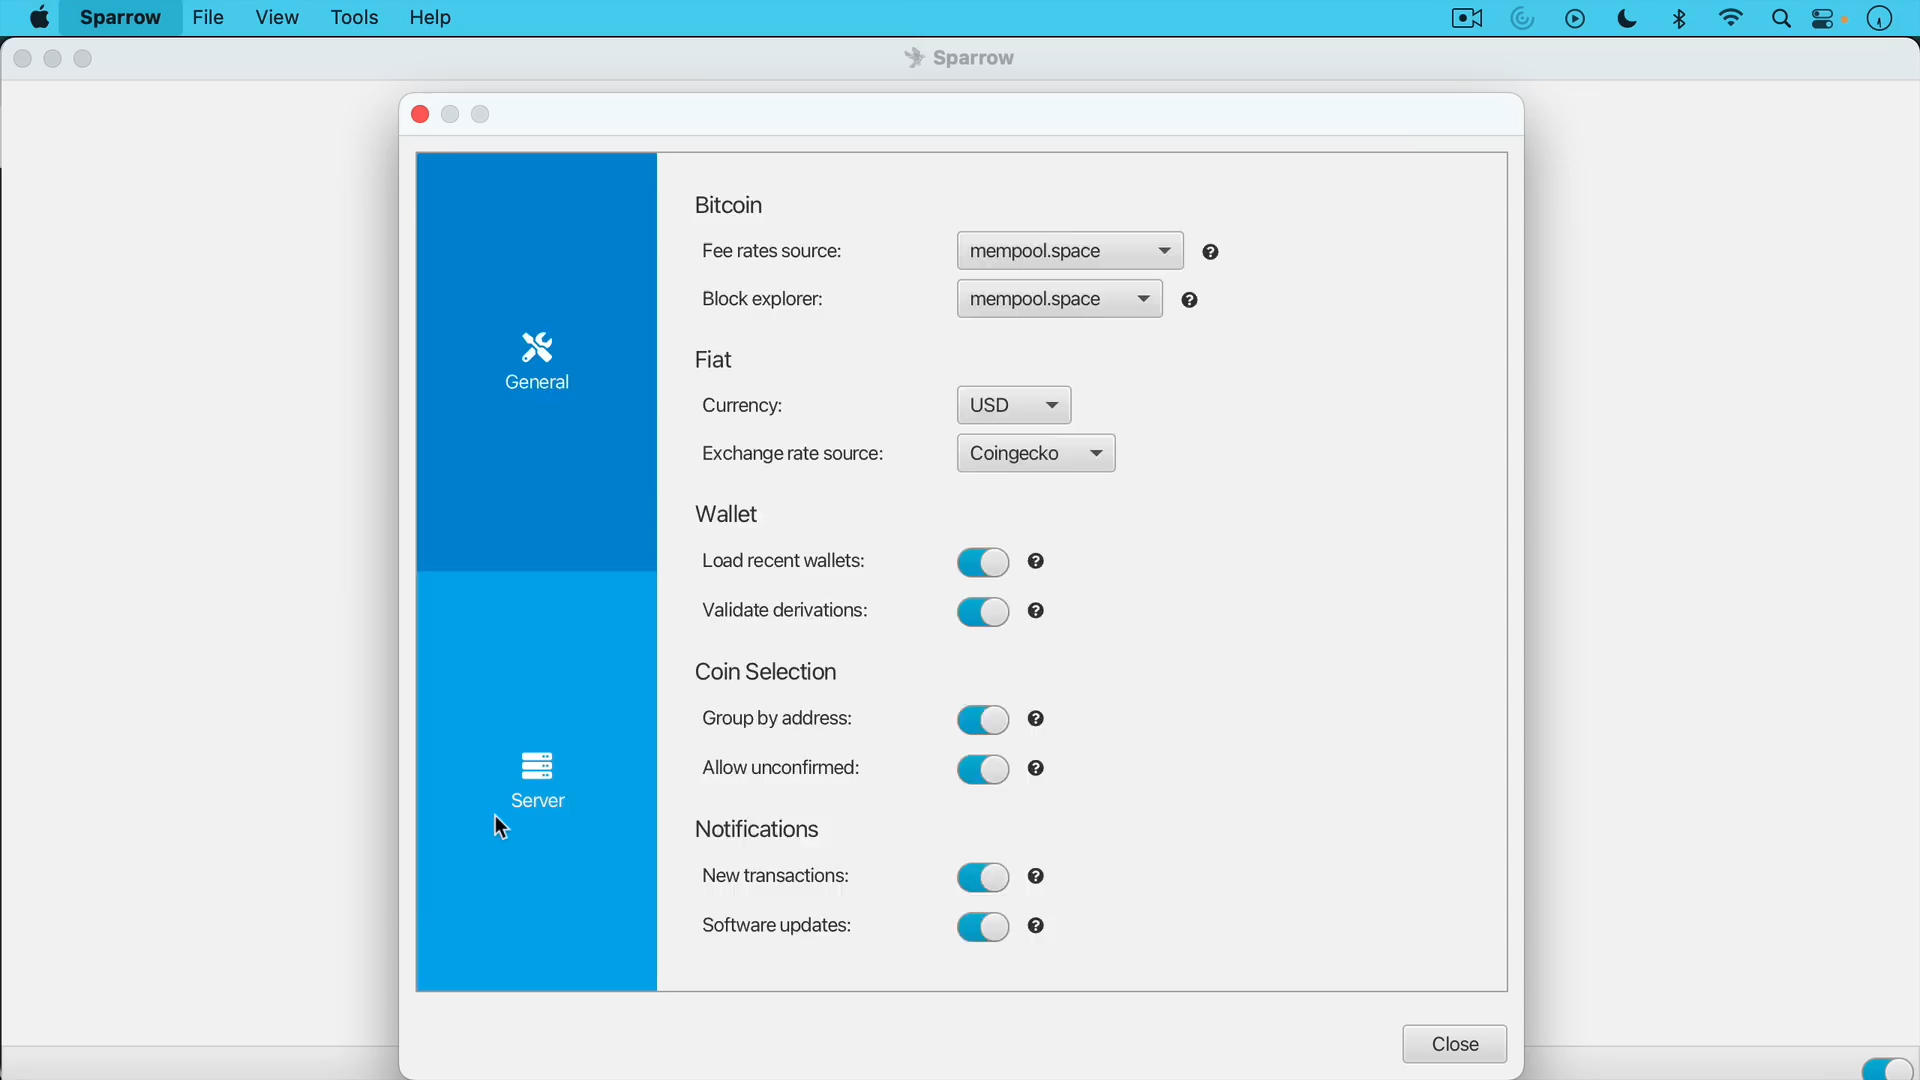 Sparrow File View Tools Help
Sparrow
Bitcoin
Fee rates source: mempool.space
Block explorer: mempool.space
Fiat
Currency: USD
Exchange rate source: Coingecko
General
Wallet
Load recent wallets:
Validate derivations:
Coin Selection
Group by address:
Allow unconfirmed:
Server
Notifications
New transactions:
Software updates:
Close